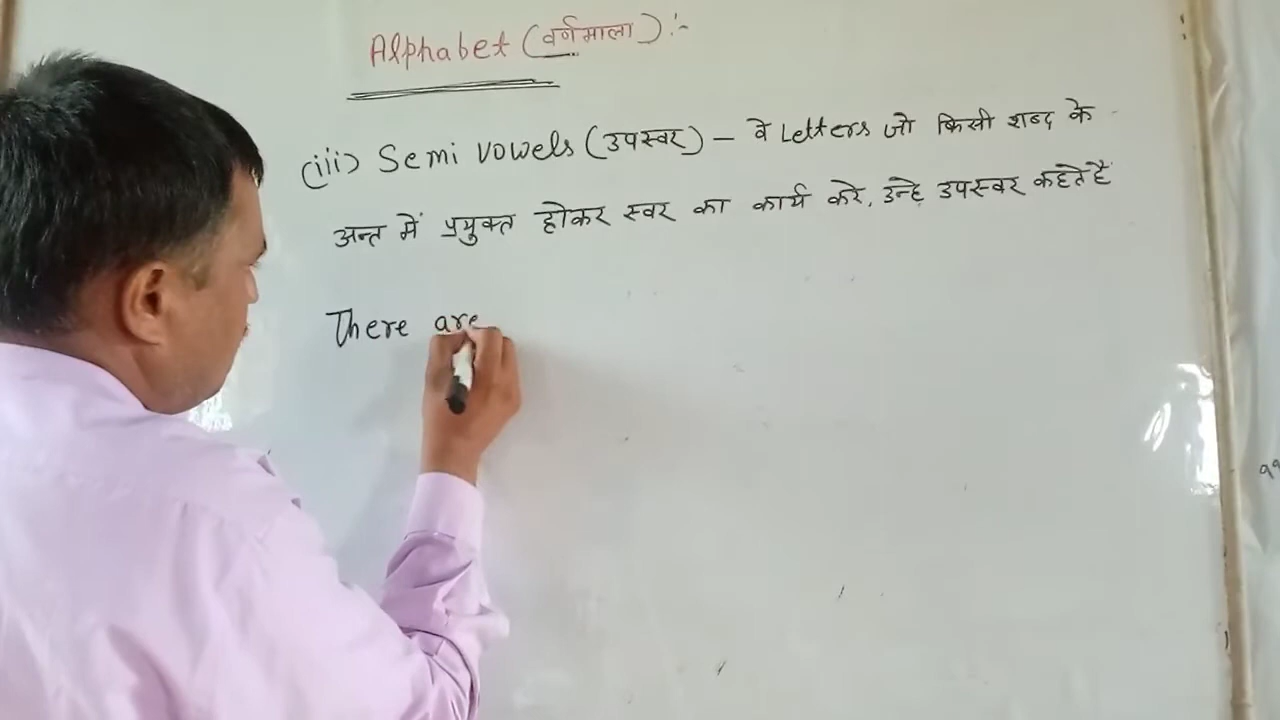 Alphabet (वर्णमाला) :-
(iii) Semi vowels (उपस्वर) - वे Letters जो किसी शब्द के
अन्त में प्रयुक्त होकर स्वर का कार्य करे, उन्हे उपस्वर कहते हैं
There are